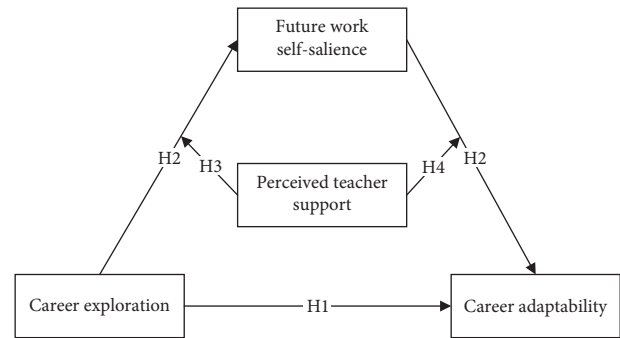 Future work
self-salience
H2
H3
Perceived teacher
support
H4
H2
Career exploration
H1
Career adaptability